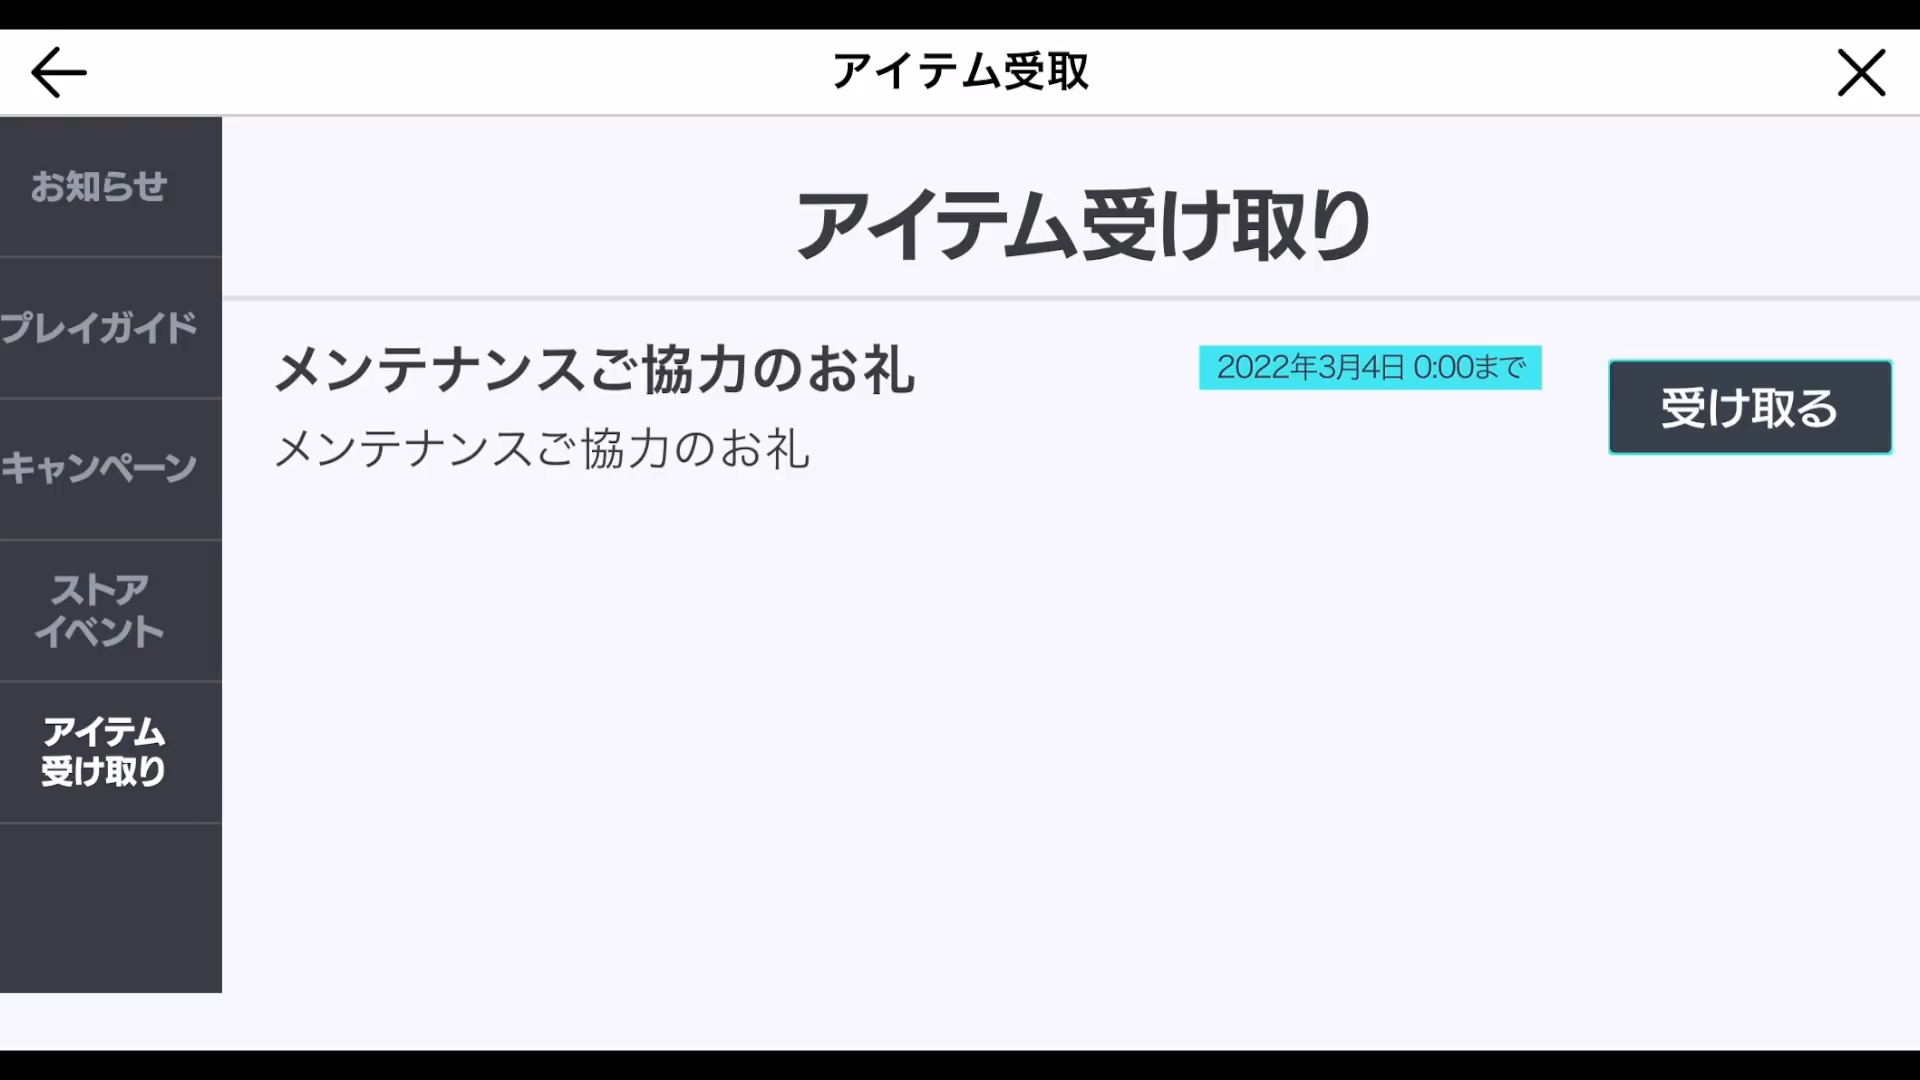 アイテム受取
お知らせ
プレイガイド
キャンペーン
ストア
イベント
アイテム
受け取り
アイテム受け取り
メンテナンスご協力のお礼
2022年3月4日 0:00まで
メンテナンスご協力のお礼
受け取る